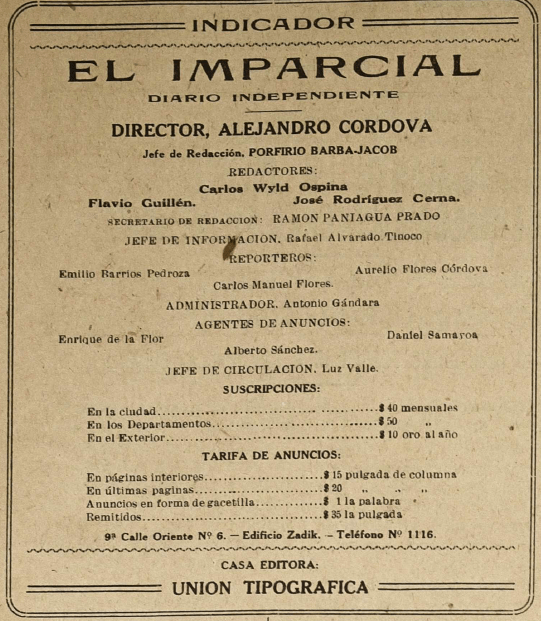 INDICADOR
EL IMPARCIAL
DIARIO INDEPENDIENTE
DIRECTOR, ALEJANDRO CORDOVA
Jefe de Redacción, PORFIRIO BARBA-JACOB
REDACTORES:
Carlos Wyld Ospina
Flavio Guillén. José Rodríguez Cerna.
SECRETARIO DE REDACCION: RAMON PANIAGUA PRADO
JEFE DE INFORMACION, Rafael Alvarado Tinoco
REPORTEROS:
Emilio Barrios Pedroza Aurelio Flores Córdova
Carlos Manuel Flores.
ADMINISTRADOR, Antonio Gándara
AGENTES DE ANUNCIOS:
Enrique de la Flor Daniel Samayoa
Alberto Sánchez.
JEFE DE CIRCULACION, Luz Valle.
SUSCRIPCIONES:
En la ciudad........................................$ 40 mensuales
En los Departamentos............................$ 50 „
En el Exterior.......................................$ 10 oro al año
TARIFA DE ANUNCIOS:
En páginas interiores......................$ 15 pulgada de columna
En últimas paginas........................$ 20 „ „ „
Anuncios en forma de gacetilla............$ 1 la palabra
Remitidos....................................$ 35 la pulgada
9ª Calle Oriente Nº 6. — Edificio Zadik. — Teléfono Nº 1116.
CASA EDITORA:
UNION TIPOGRAFICA